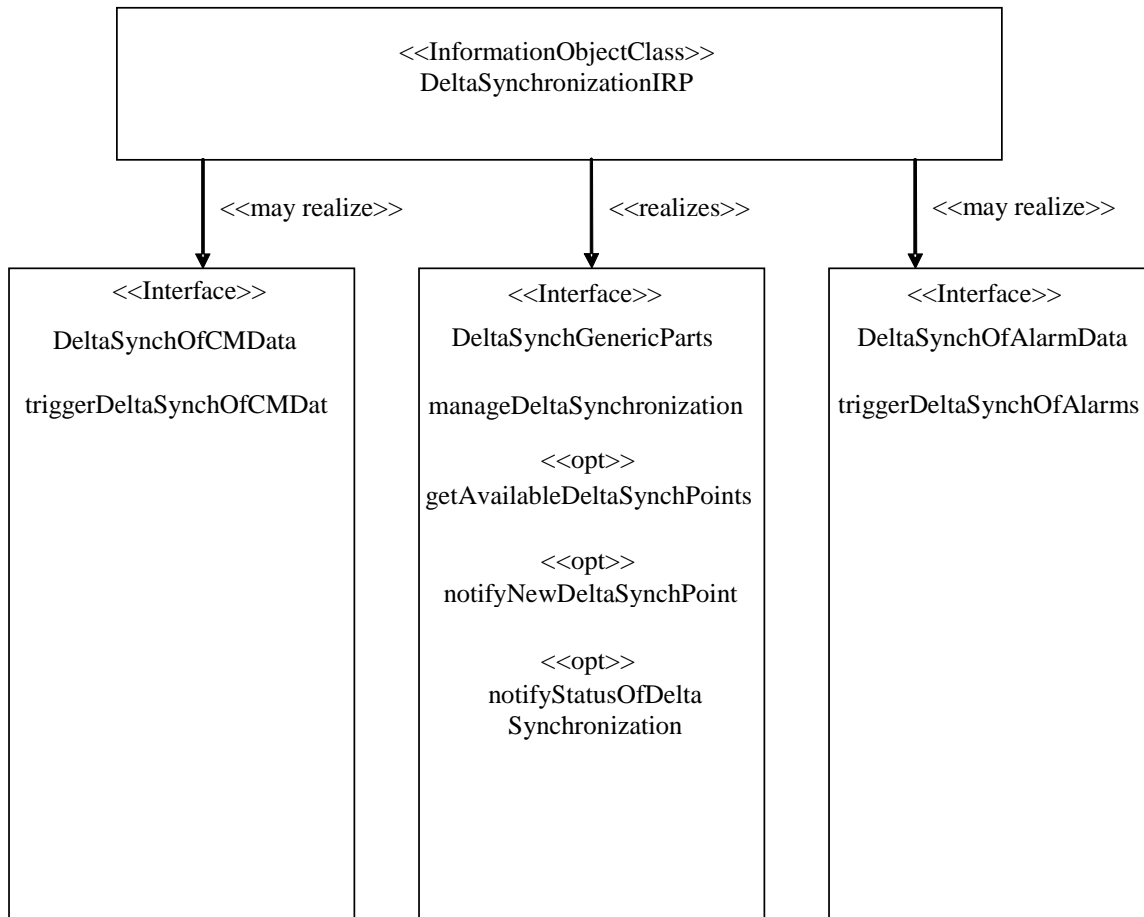 <<InformationObjectClass>>
DeltaSynchronizationIRP
<<may realize>>
<<realizes>>
<<may realize>>
<<Interface>>
DeltaSynchOfCMData
triggerDeltaSynchOfCMDat
<<Interface>>
DeltaSynchGenericParts
manageDeltaSynchronization
<<opt>>
getAvailableDeltaSynchPoints
<<opt>>
notifyNewDeltaSynchPoint
<<opt>>
notifyStatusOfDelta
Synchronization
<<Interface>>
DeltaSynchOfAlarmData
triggerDeltaSynchOfAlarms